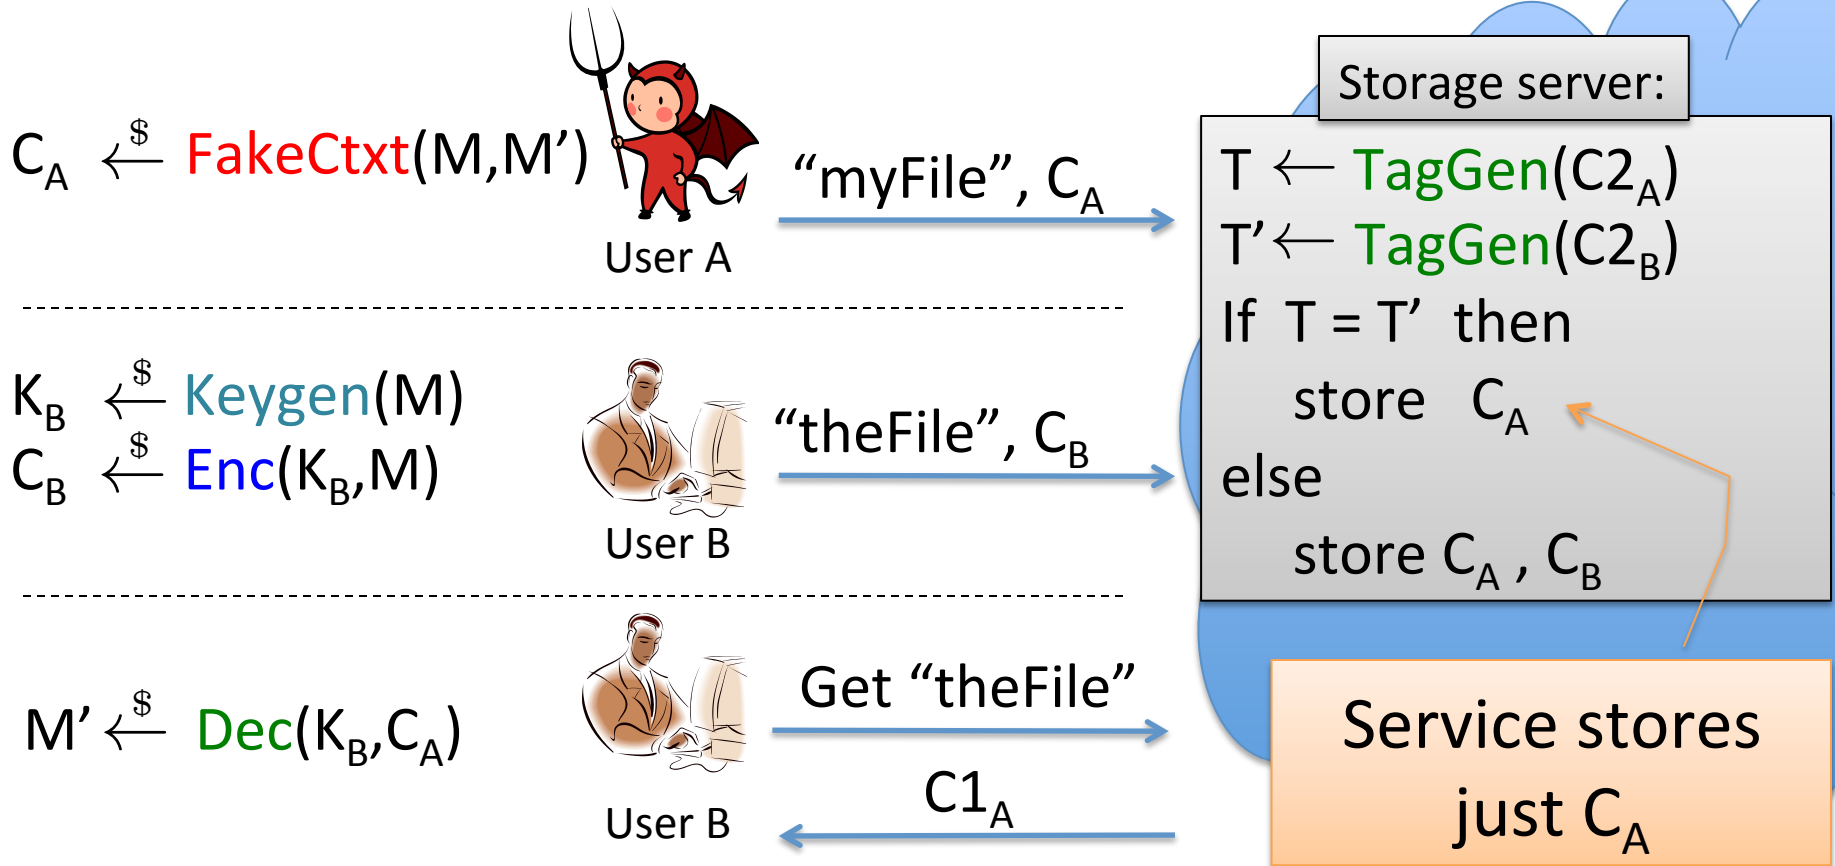 C_A ←$ FakeCtxt(M,M’)
User A
“myFile”, C_A
K_B ←$ Keygen(M)
C_B ←$ Enc(K_B,M)
User B
“theFile”, C_B
M’ ←$ Dec(K_B,C_A)
User B
Get “theFile”
C1_A
Storage server:
T ← TagGen(C2_A)
T’ ← TagGen(C2_B)
If T = T’ then
store C_A
else
store C_A , C_B
Service stores
just C_A